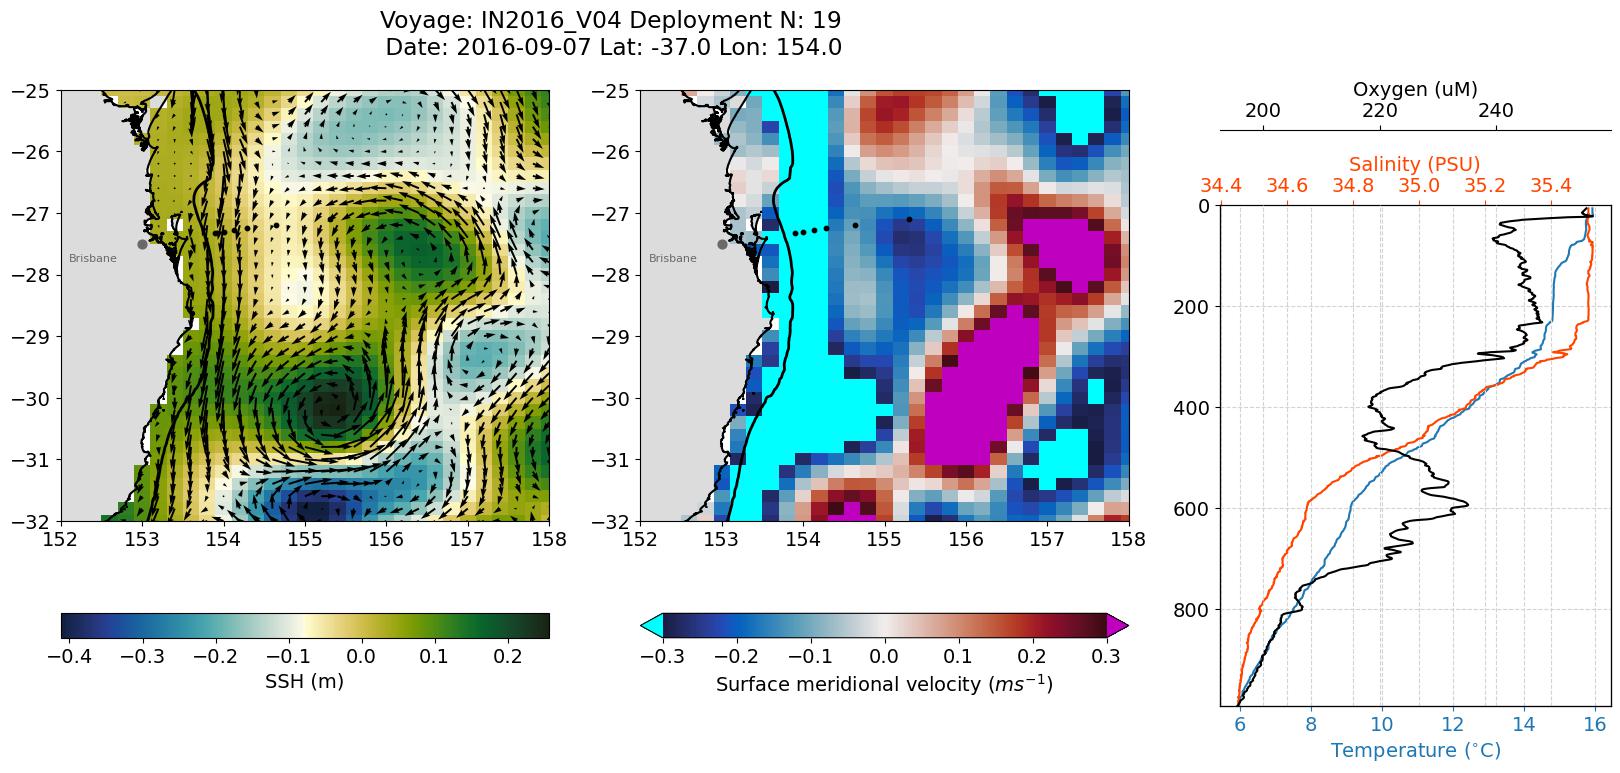 Voyage: IN2016_V04 Deployment N: 19
Date: 2016-09-07 Lat: -37.0 Lon: 154.0
−25
−26
−27
−28
−29
−30
−31
−32
152 153 154 155 156 157 158
Brisbane
−0.4 −0.3 −0.2 −0.1 0.0 0.1 0.2
SSH (m)
−25
−26
−27
−28
−29
−30
−31
−32
152 153 154 155 156 157 158
Brisbane
−0.3 −0.2 −0.1 0.0 0.1 0.2 0.3
Surface meridional velocity (ms⁻¹)
Oxygen (uM)
200 220 240
Salinity (PSU)
34.4 34.6 34.8 35.0 35.2 35.4
0
200
400
600
800
6 8 10 12 14 16
Temperature (°C)